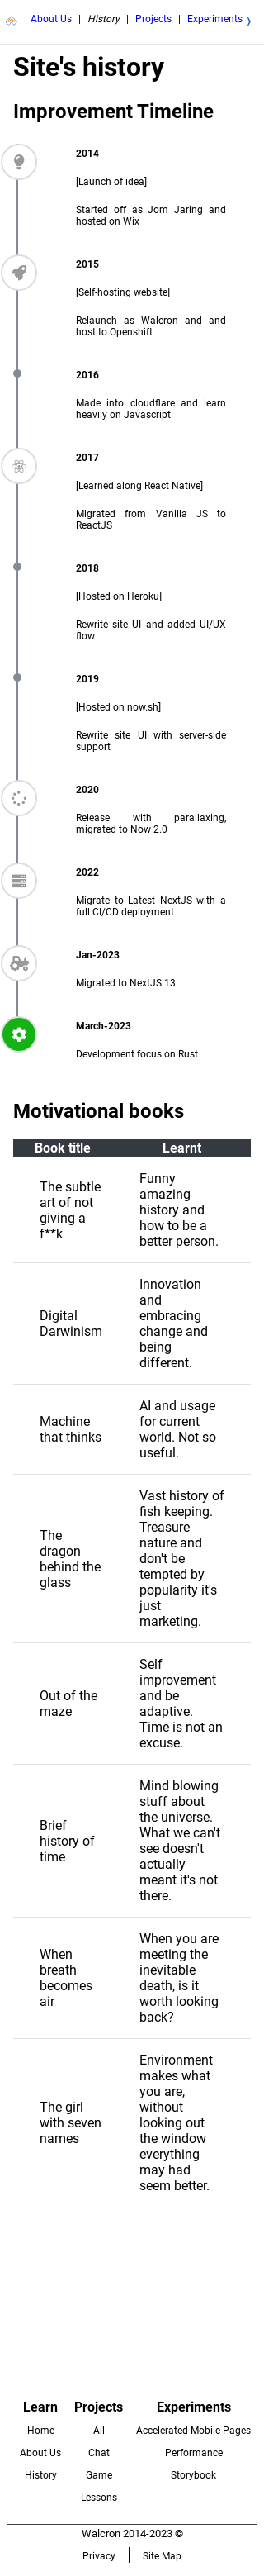 About Us | History | Projects | Experiments ❭
Site's history
Improvement Timeline
2014
[Launch of idea]
Started off as Jom Jaring and
hosted on Wix
2015
[Self-hosting website]
Relaunch as Walcron and and
host to Openshift
2016
Made into cloudflare and learn
heavily on Javascript
2017
[Learned along React Native]
Migrated from Vanilla JS to
ReactJS
2018
[Hosted on Heroku]
Rewrite site UI and added UI/UX
flow
2019
[Hosted on now.sh]
Rewrite site UI with server-side
support
2020
Release with parallaxing,
migrated to Now 2.0
2022
Migrate to Latest NextJS with a
full CI/CD deployment
Jan-2023
Migrated to NextJS 13
March-2023
Development focus on Rust
Motivational books
Book title Learnt
The subtle
art of not
giving a
f**k
Funny
amazing
history and
how to be a
better person.
Digital
Darwinism
Innovation
and
embracing
change and
being
different.
Machine
that thinks
AI and usage
for current
world. Not so
useful.
The
dragon
behind the
glass
Vast history of
fish keeping.
Treasure
nature and
don't be
tempted by
popularity it's
just
marketing.
Out of the
maze
Self
improvement
and be
adaptive.
Time is not an
excuse.
Brief
history of
time
Mind blowing
stuff about
the universe.
What we can't
see doesn't
actually
meant it's not
there.
When
breath
becomes
air
When you are
meeting the
inevitable
death, is it
worth looking
back?
The girl
with seven
names
Environment
makes what
you are,
without
looking out
the window
everything
may had
seem better.
Learn Projects Experiments
Home All Accelerated Mobile Pages
About Us Chat Performance
History Game Storybook
Lessons
Walcron 2014-2023 ©
Privacy Site Map